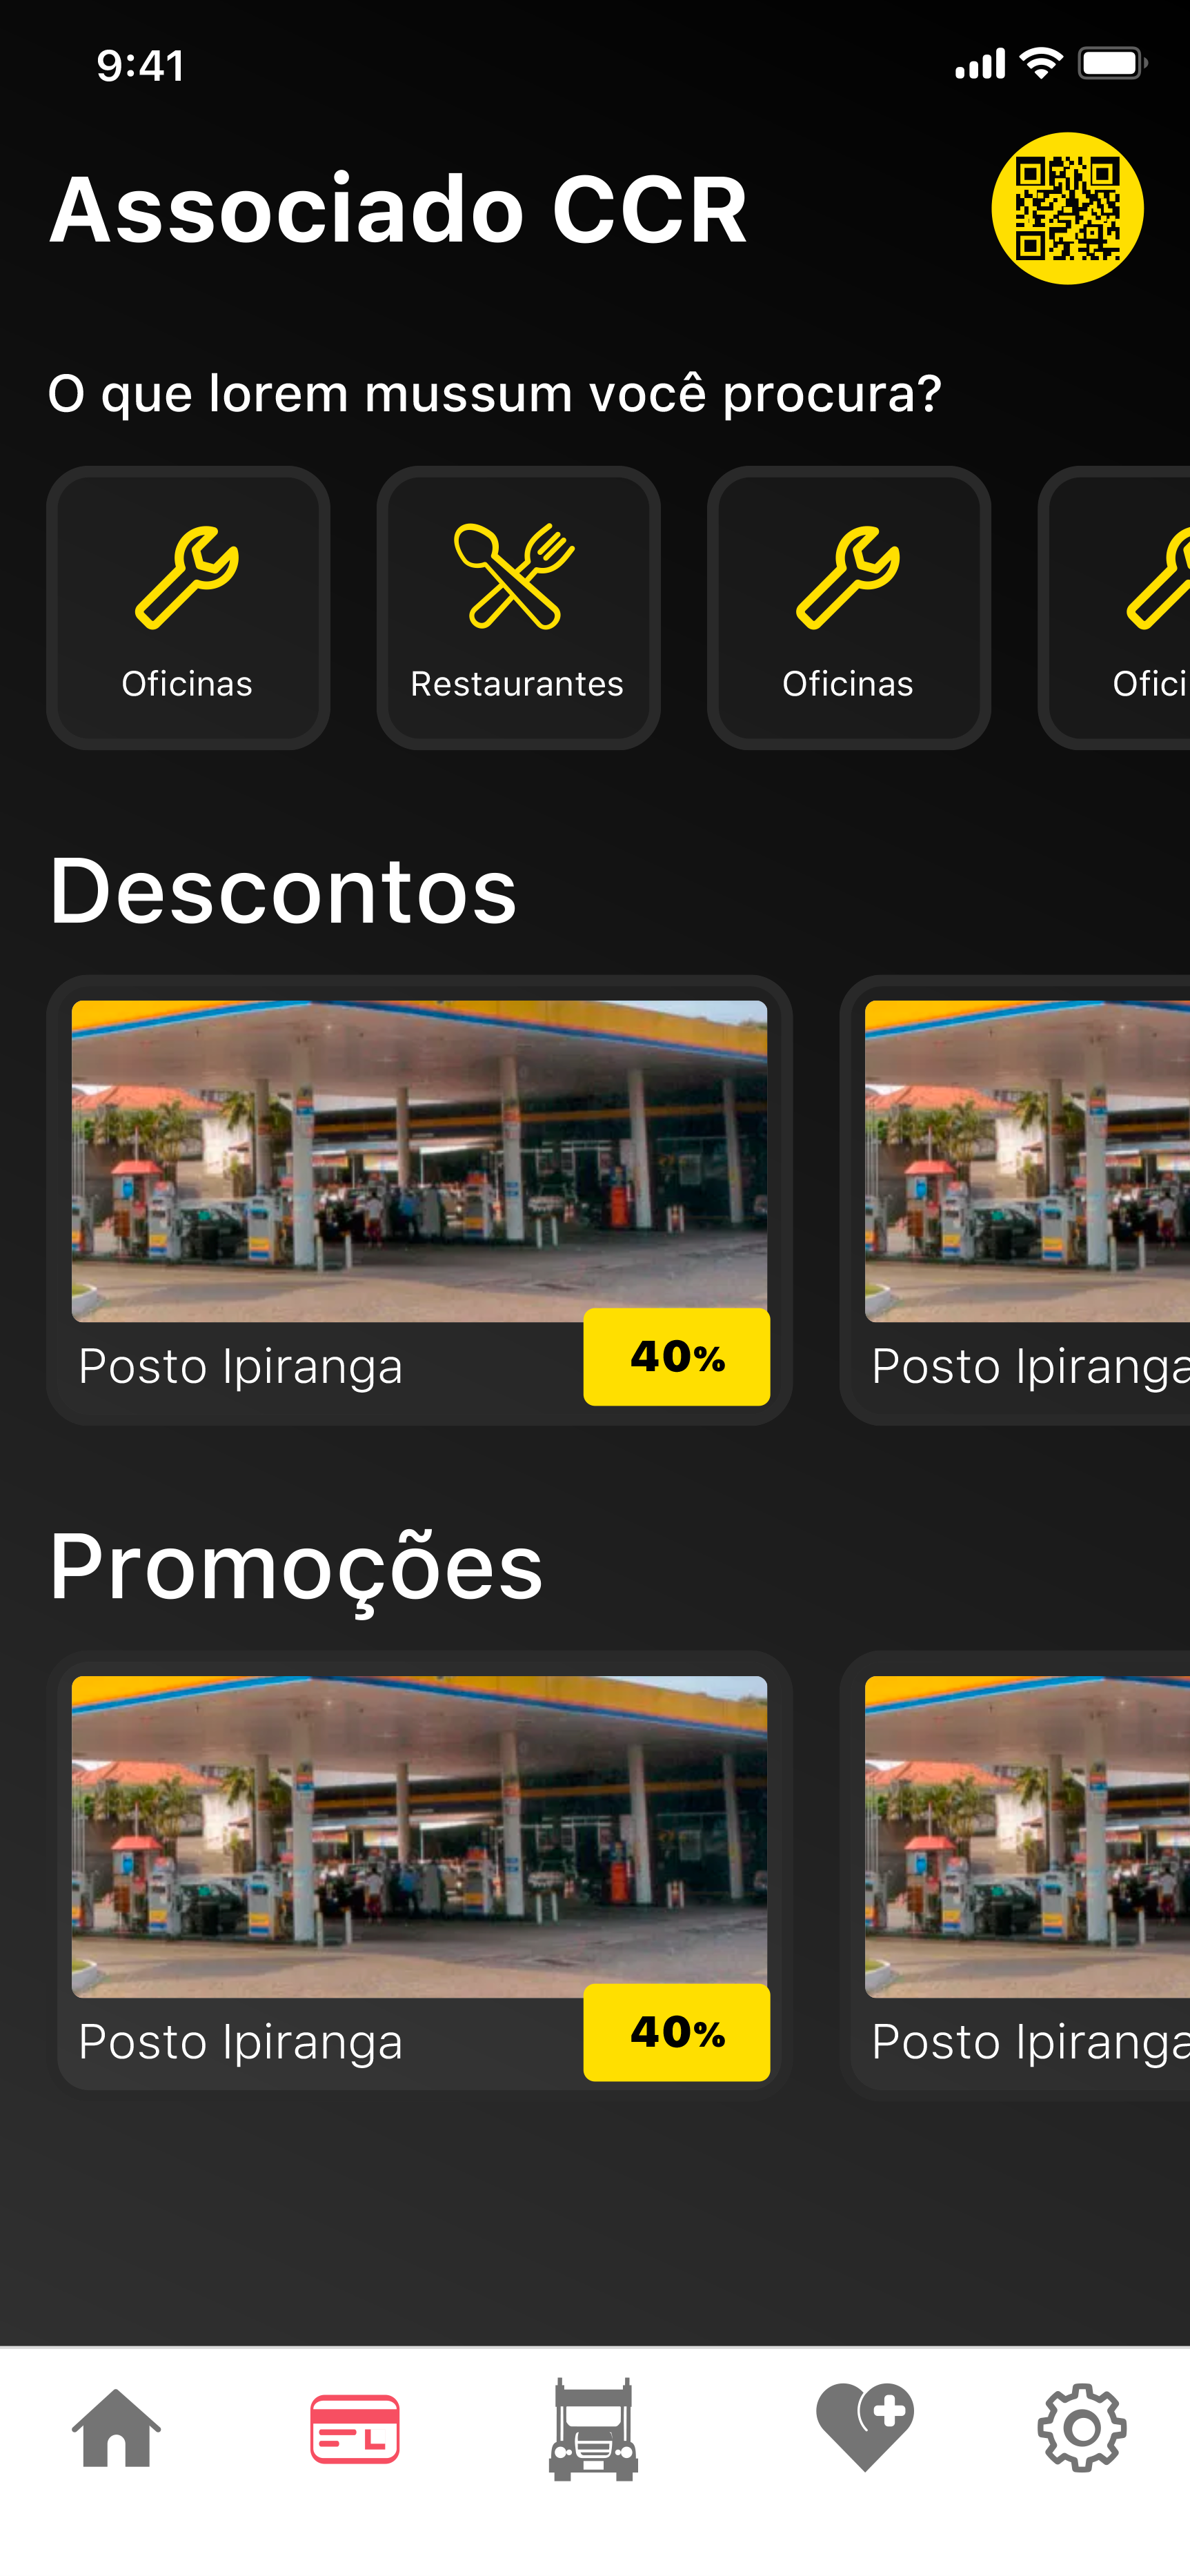 9:41
Associado CCR
O que lorem mussum você procura?
Oficinas
Restaurantes
Oficinas
Ofici
Descontos
Posto Ipiranga
40%
Posto Ipiranga
Promoções
Posto Ipiranga
40%
Posto Ipiranga